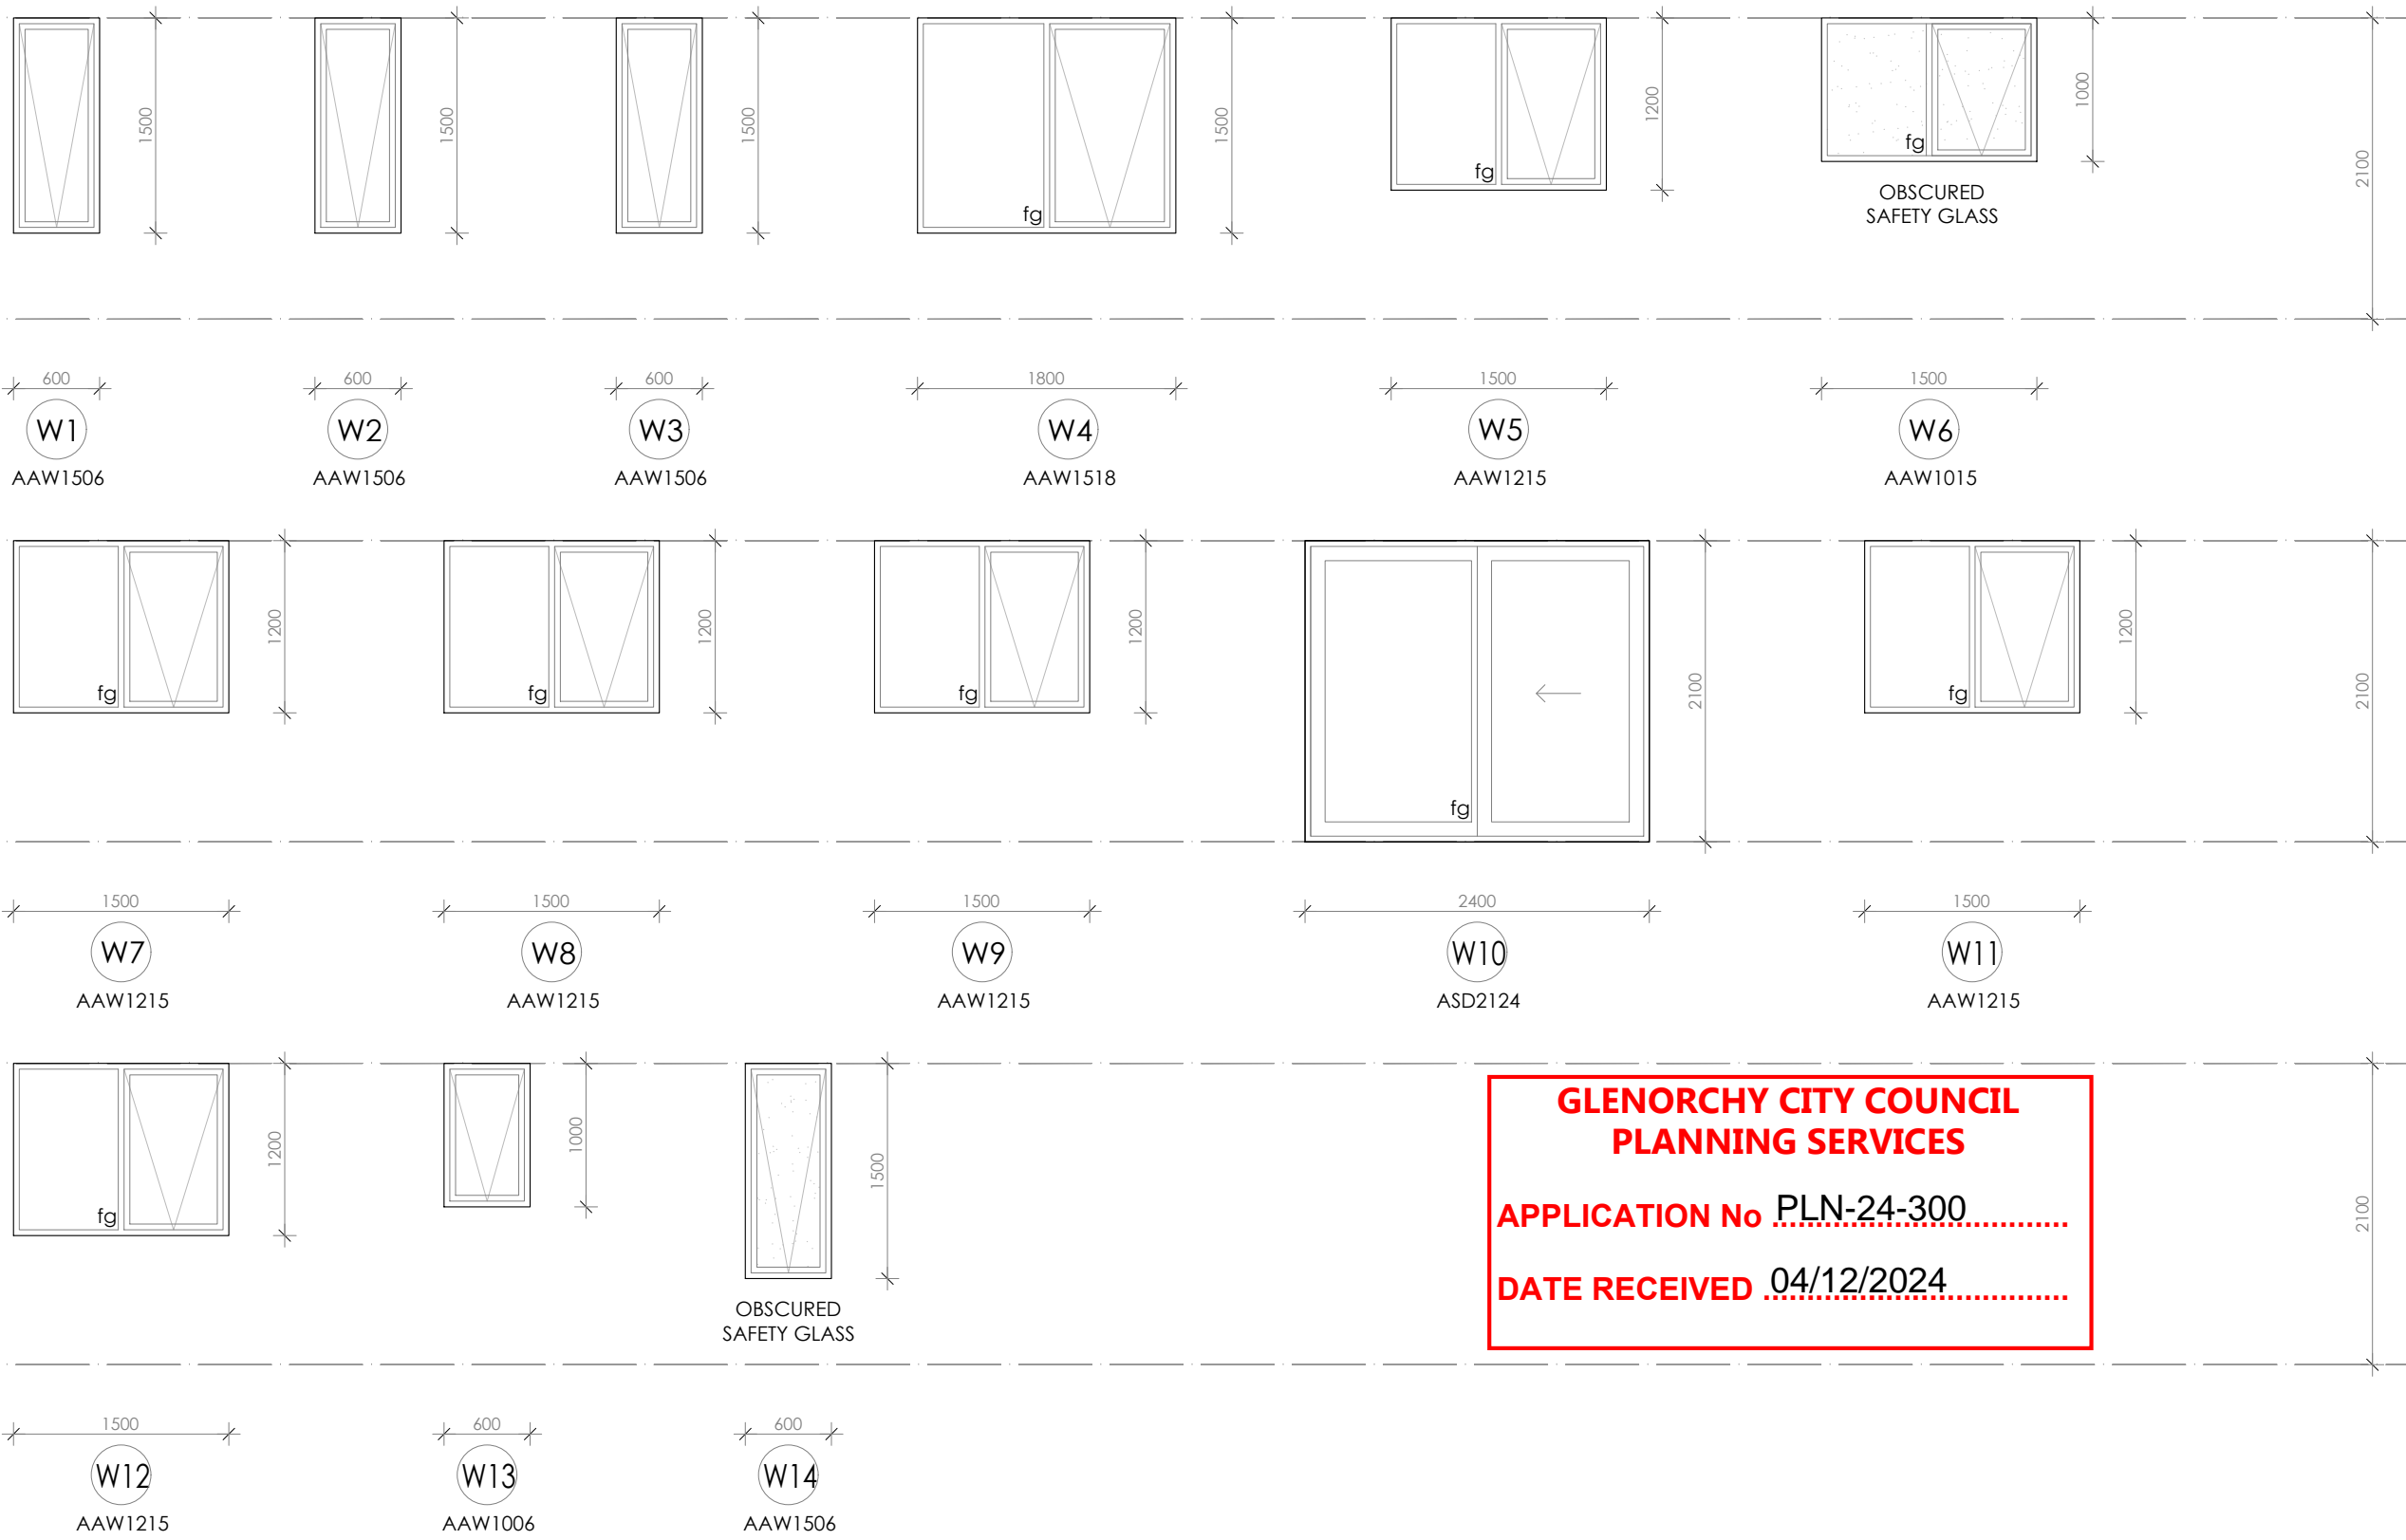 1500
1500
1500
1500
1200
1000
2100
fg
fg
fg
OBSCURED
SAFETY GLASS
600
600
600
1800
1500
1500
W1
W2
W3
W4
W5
W6
AAW1506
AAW1506
AAW1506
AAW1518
AAW1215
AAW1015
1200
1200
1200
2100
1200
2100
fg
fg
fg
fg
fg
1500
1500
1500
2400
1500
W7
W8
W9
W10
W11
AAW1215
AAW1215
AAW1215
ASD2124
AAW1215
1200
1000
1500
2100
fg
OBSCURED
SAFETY GLASS
GLENORCHY CITY COUNCIL
PLANNING SERVICES
APPLICATION No PLN-24-300
DATE RECEIVED 04/12/2024
1500
600
600
W12
W13
W14
AAW1215
AAW1006
AAW1506